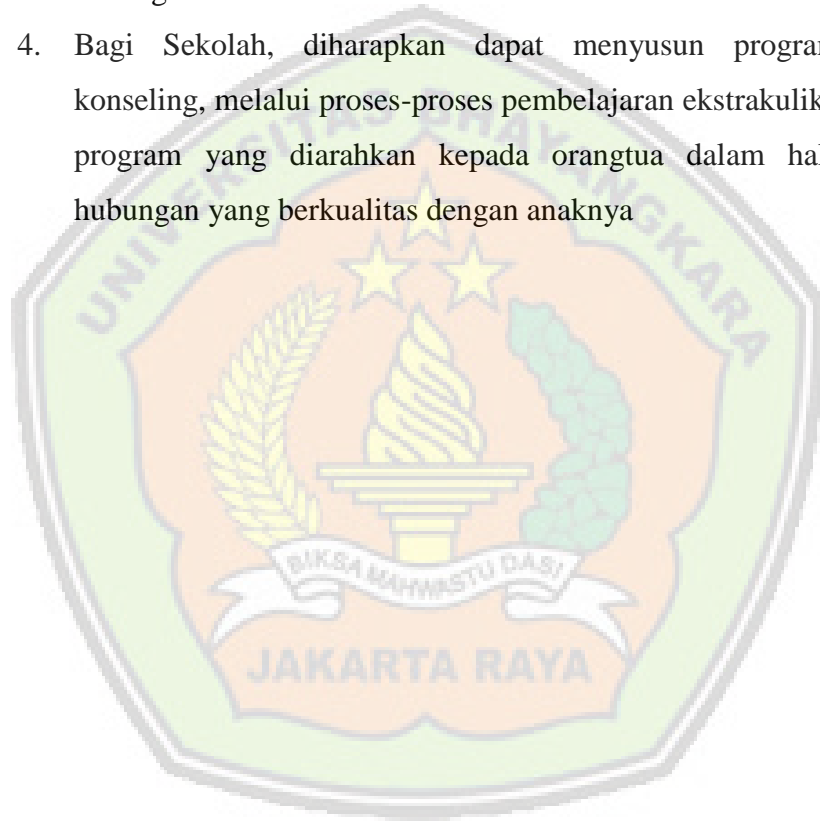 4. Bagi Sekolah, diharapkan dapat menyusun program
konseling, melalui proses-proses pembelajaran ekstrakulik
program yang diarahkan kepada orangtua dalam hal
hubungan yang berkualitas dengan anaknya
UNIVERSITAS BHAYANGKARA
BIKSA MAHWASTU DASI
JAKARTA RAYA